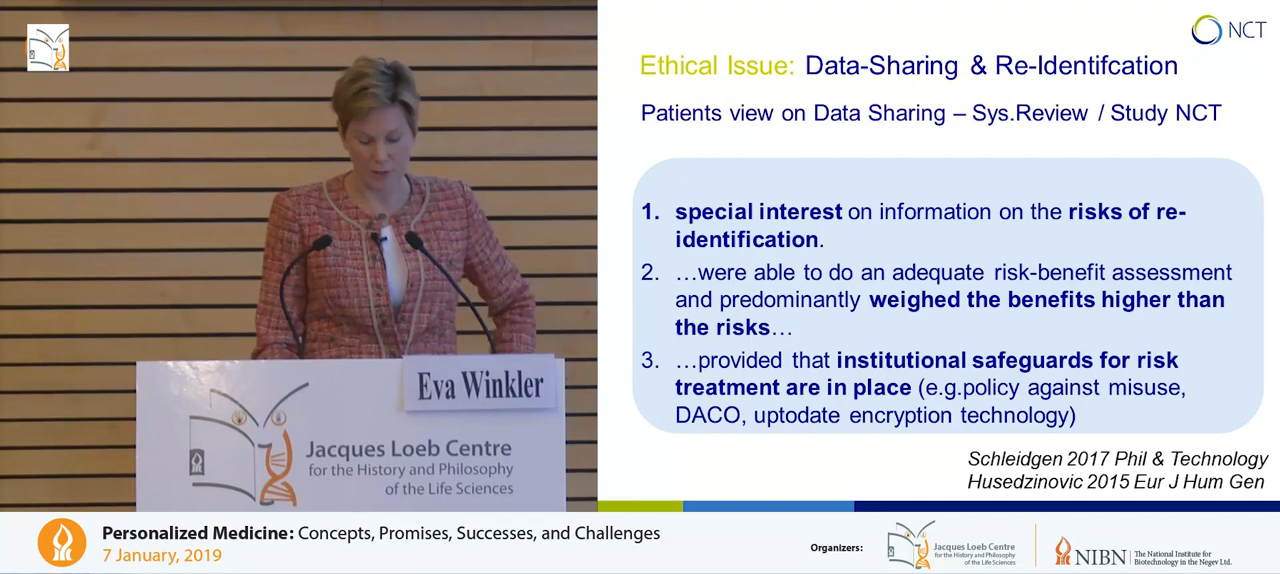 NCT
Ethical Issue: Data-Sharing & Re-Identifcation
Patients view on Data Sharing – Sys.Review / Study NCT
1. special interest on information on the risks of re-
identification.
2. …were able to do an adequate risk-benefit assessment
and predominantly weighed the benefits higher than
the risks…
3. …provided that institutional safeguards for risk
treatment are in place (e.g.policy against misuse,
DACO, uptodate encryption technology)
Schleidgen 2017 Phil & Technology
Husedzinovic 2015 Eur J Hum Gen
Eva Winkler
Jacques Loeb Centre
for the History and Philosophy
of the Life Sciences
Personalized Medicine: Concepts, Promises, Successes, and Challenges
7 January, 2019
Organizers:
Jacques Loeb Centre
for the History and Philosophy
of the Life Sciences
NIBN
The National Institute for
Biotechnology in the Negev Ltd.